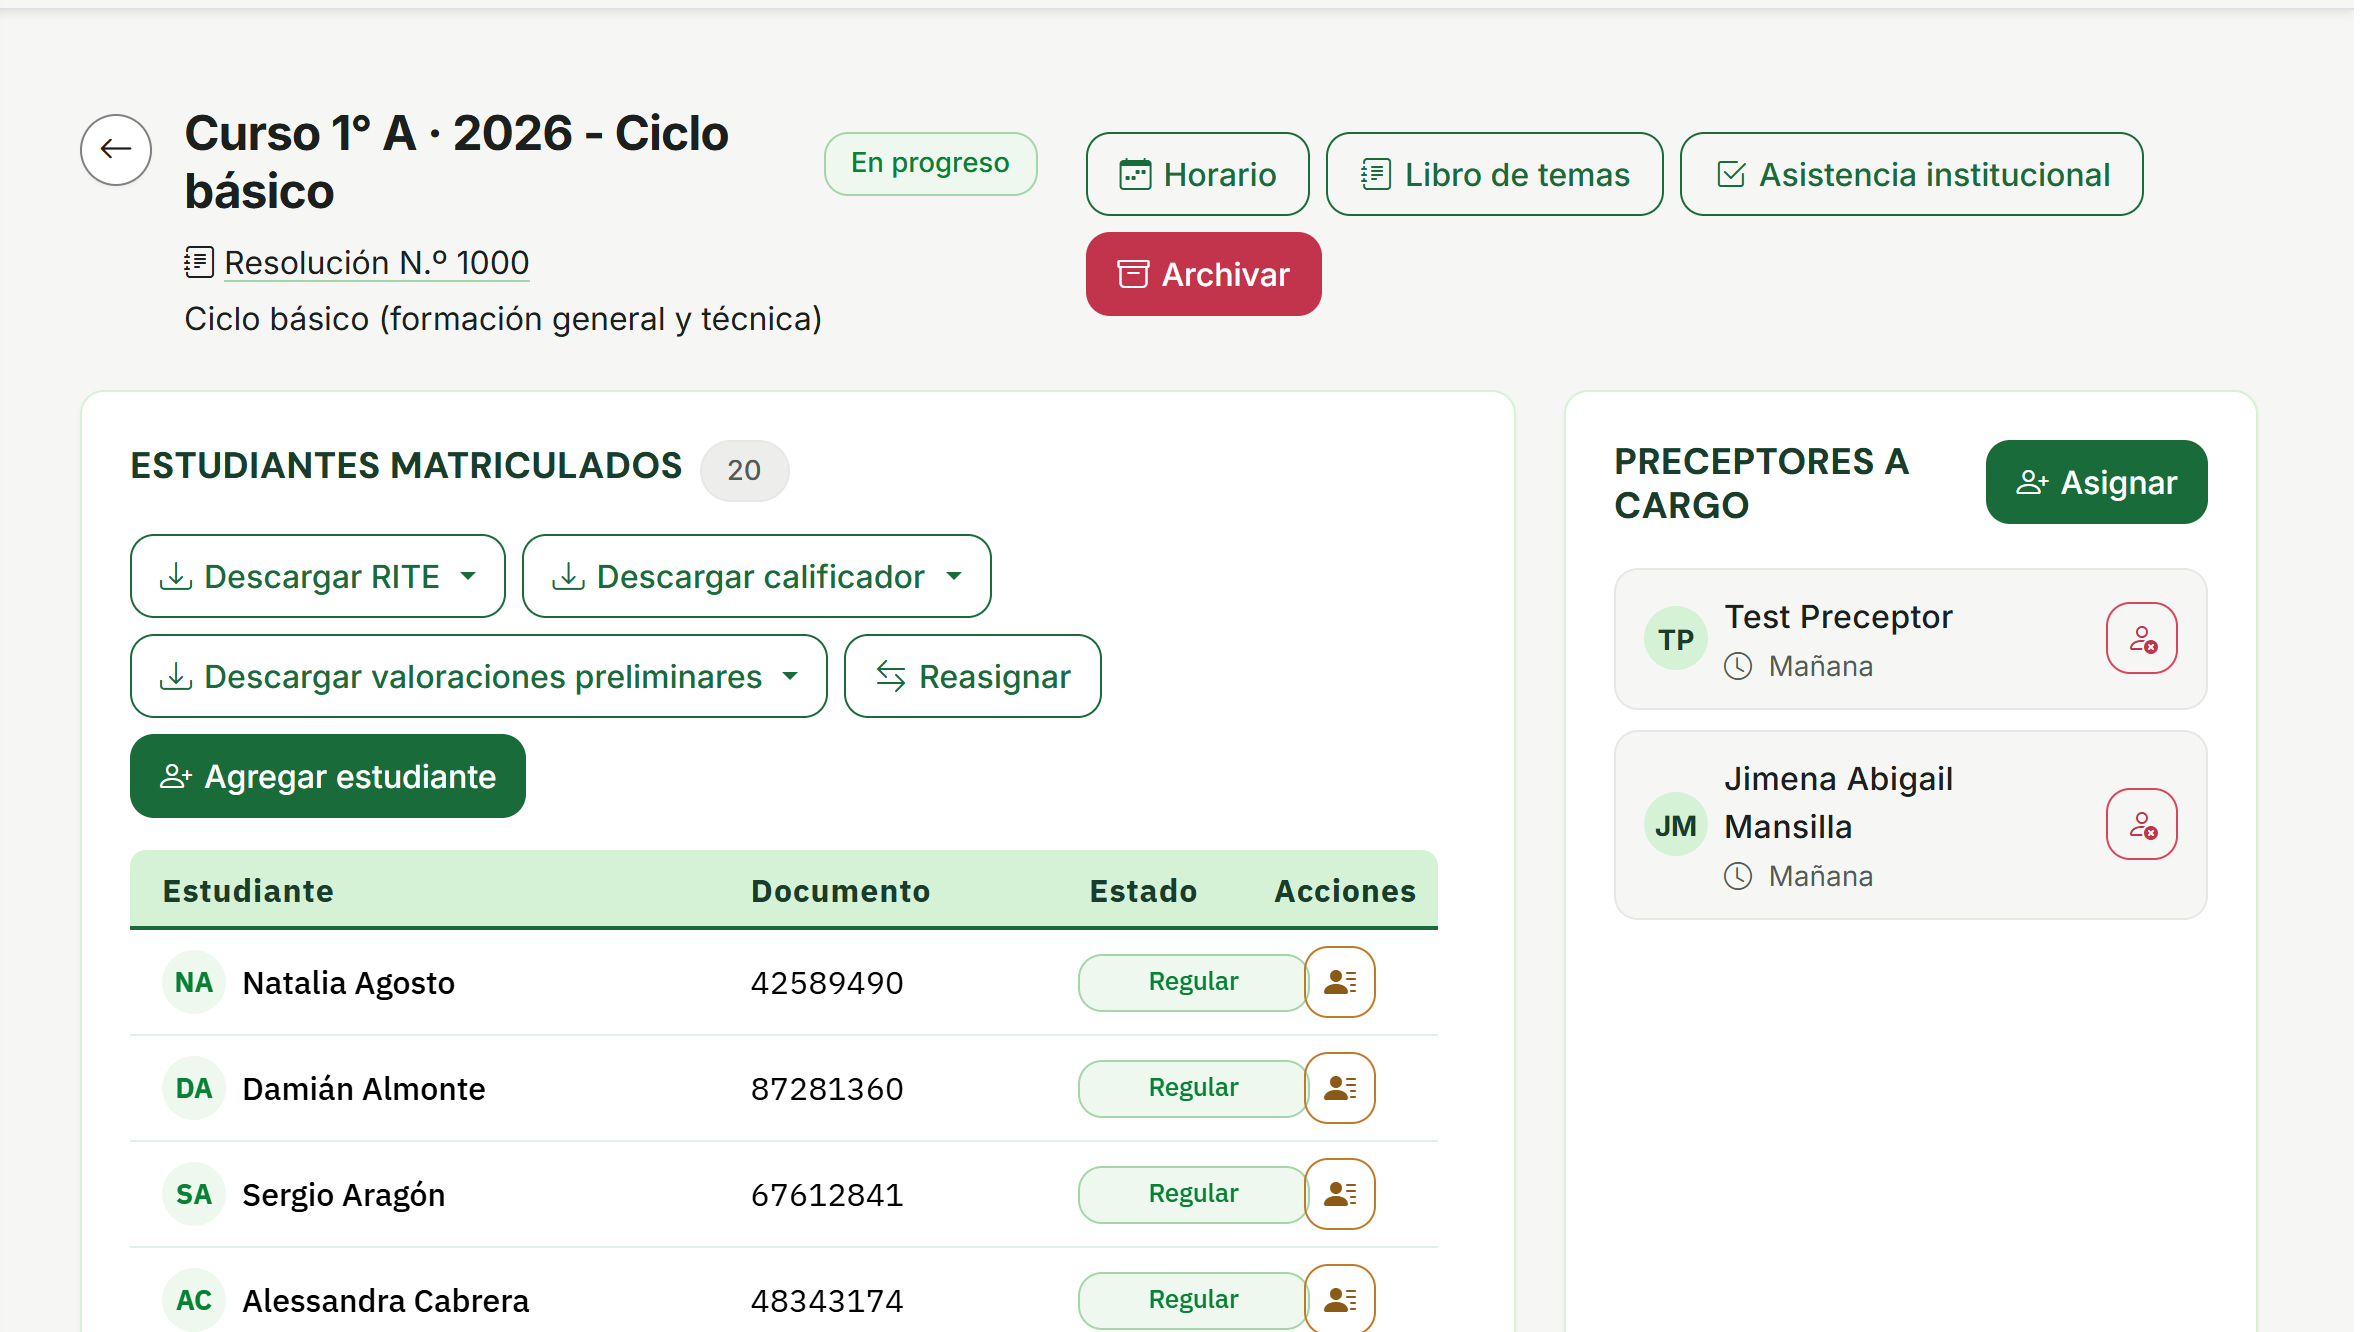 Curso 1° A · 2026 - Ciclo
básico
En progreso
Resolución N.º 1000
Ciclo básico (formación general y técnica)
Horario
Libro de temas
Asistencia institucional
Archivar
ESTUDIANTES MATRICULADOS 20
Descargar RITE
Descargar calificador
Descargar valoraciones preliminares
Reasignar
Agregar estudiante
Estudiante Documento Estado Acciones
NA Natalia Agosto 42589490 Regular
DA Damián Almonte 87281360 Regular
SA Sergio Aragón 67612841 Regular
AC Alessandra Cabrera 48343174 Regular
PRECEPTORES A
CARGO
Asignar
TP Test Preceptor
Mañana
JM Jimena Abigail
Mansilla
Mañana